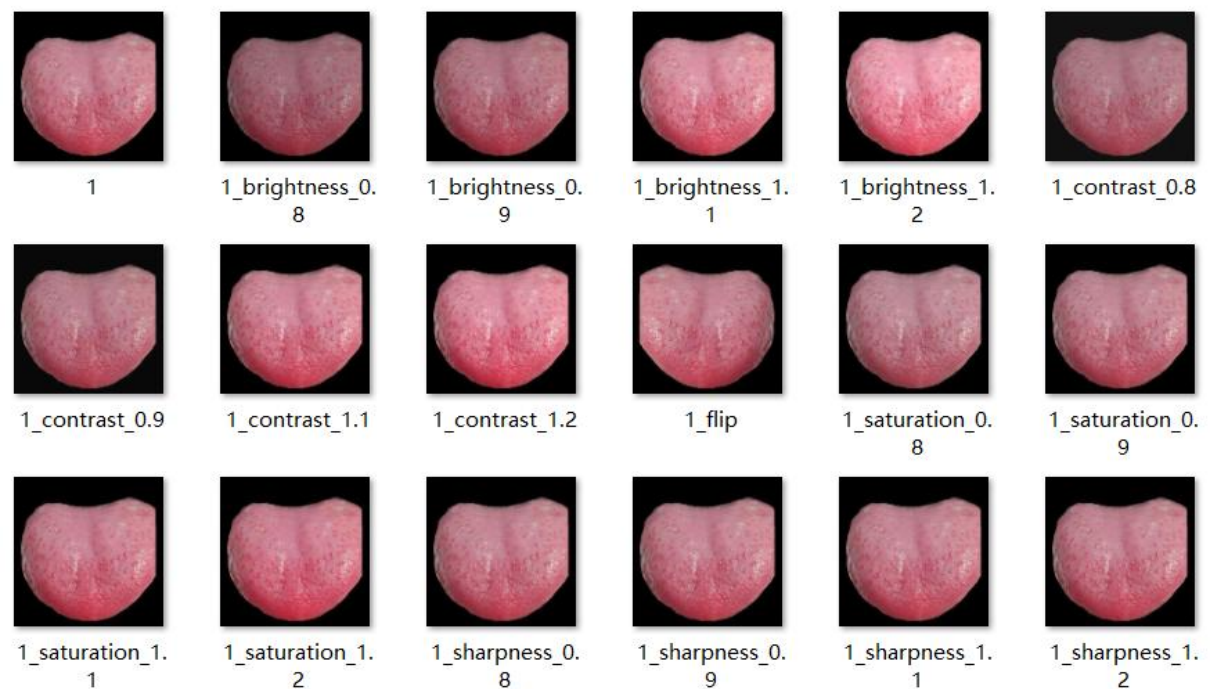 1
1_brightness_0.
8
1_brightness_0.
9
1_brightness_1.
1
1_brightness_1.
2
1_contrast_0.8
1_contrast_0.9
1_contrast_1.1
1_contrast_1.2
1_flip
1_saturation_0.
8
1_saturation_0.
9
1_saturation_1.
1
1_saturation_1.
2
1_sharpness_0.
8
1_sharpness_0.
9
1_sharpness_1.
1
1_sharpness_1.
2